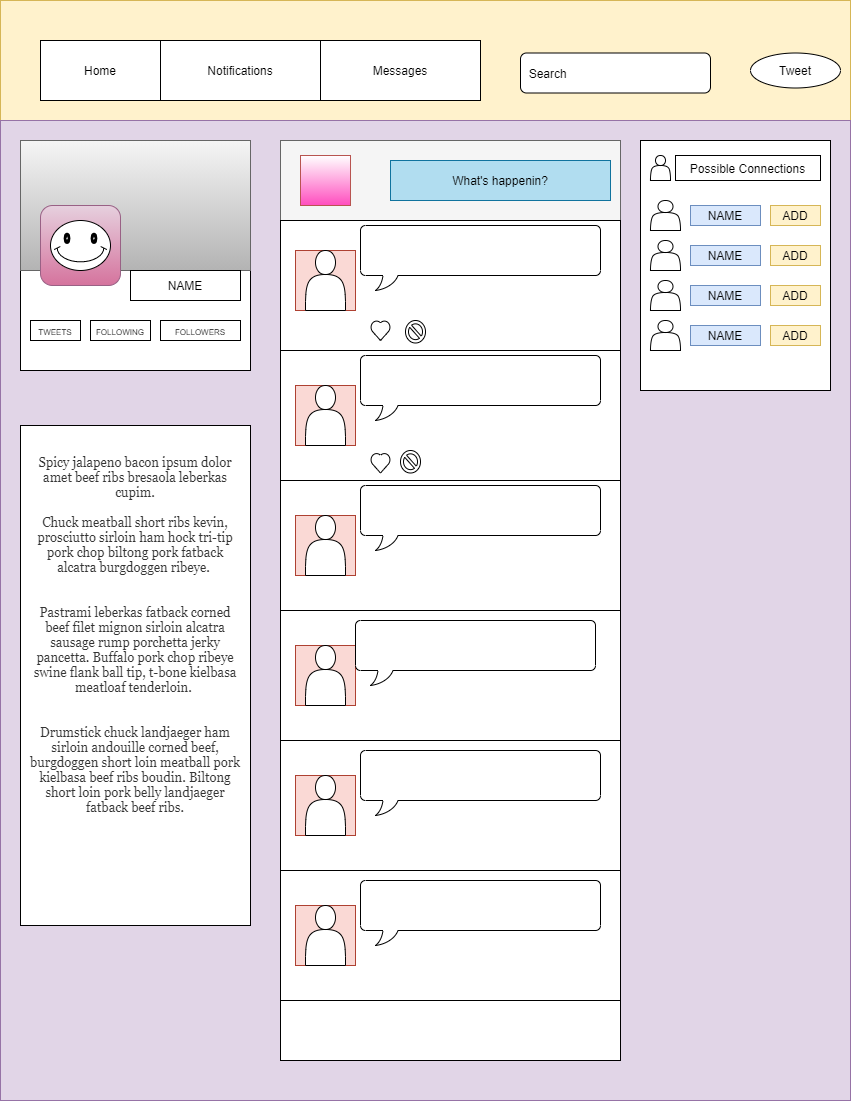 Home
Notifications
Messages
Search
Tweet
NAME
TWEETS
FOLLOWING
FOLLOWERS
Spicy jalapeno bacon ipsum dolor
amet beef ribs bresaola leberkas
cupim.
Chuck meatball short ribs kevin,
prosciutto sirloin ham hock tri-tip
pork chop biltong pork fatback
alcatra burgdoggen ribeye.
Pastrami leberkas fatback corned
beef filet mignon sirloin alcatra
sausage rump porchetta jerky
pancetta. Buffalo pork chop ribeye
swine flank ball tip, t-bone kielbasa
meatloaf tenderloin.
Drumstick chuck landjaeger ham
sirloin andouille corned beef,
burgdoggen short loin meatball pork
kielbasa beef ribs boudin. Biltong
short loin pork belly landjaeger
fatback beef ribs.
What's happenin?
Possible Connections
NAME ADD
NAME ADD
NAME ADD
NAME ADD